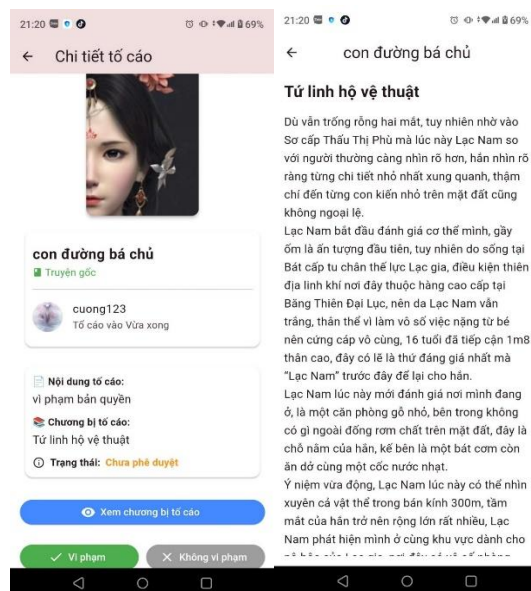 21:20
69%
Chi tiết tố cáo
con đường bá chủ
Truyện gốc
cuong123
Tố cáo vào Vừa xong
Nội dung tố cáo:
vi phạm bản quyền
Chương bị tố cáo:
Tứ linh hộ vệ thuật
Trạng thái: Chưa phê duyệt
Xem chương bị tố cáo
Vi phạm
Không vi phạm
21:20
69%
con đường bá chủ
Tứ linh hộ vệ thuật
Dù vẫn trống rỗng hai mắt, tuy nhiên nhờ vào
Sơ cấp Thấu Thị Phù mà lúc này Lạc Nam so
với người thường càng nhìn rõ hơn, hắn nhìn rõ
ràng từng chi tiết nhỏ nhất xung quanh, thậm
chí đến từng con kiến nhỏ trên mặt đất cũng
không ngoại lệ.
Lạc Nam bắt đầu đánh giá cơ thể mình, gầy
ốm là ấn tượng đầu tiên, tuy nhiên do sống tại
Bát cấp tu chân thế lực Lạc gia, điều kiện thiên
địa linh khí nơi đây thuộc hàng cao cấp tại
Băng Thiên Đại Lục, nên da Lạc Nam vẫn
trắng, thân thể vì làm vô số việc nặng từ bé
nên cứng cáp vô cùng, 16 tuổi đã tiếp cận 1m8
thân cao, đây có lẽ là thứ đáng giá nhất mà
"Lạc Nam" trước đây để lại cho hắn.
Lạc Nam lúc này mới đánh giá nơi mình đang
ở, là một căn phòng gỗ nhỏ, bên trong không
có gì ngoài đống rơm chất trên mặt đất, đây là
chỗ nằm của hắn, kế bên là một bát cơm còn
ăn dở cùng một cốc nước nhạt.
Ý niệm vừa động, Lạc Nam lúc này có thể nhìn
xuyên cả vật thể trong bán kính 300m, tầm
mắt của hắn trở nên rộng lớn rất nhiều, Lạc
Nam phát hiện mình ở cùng khu vực dành cho